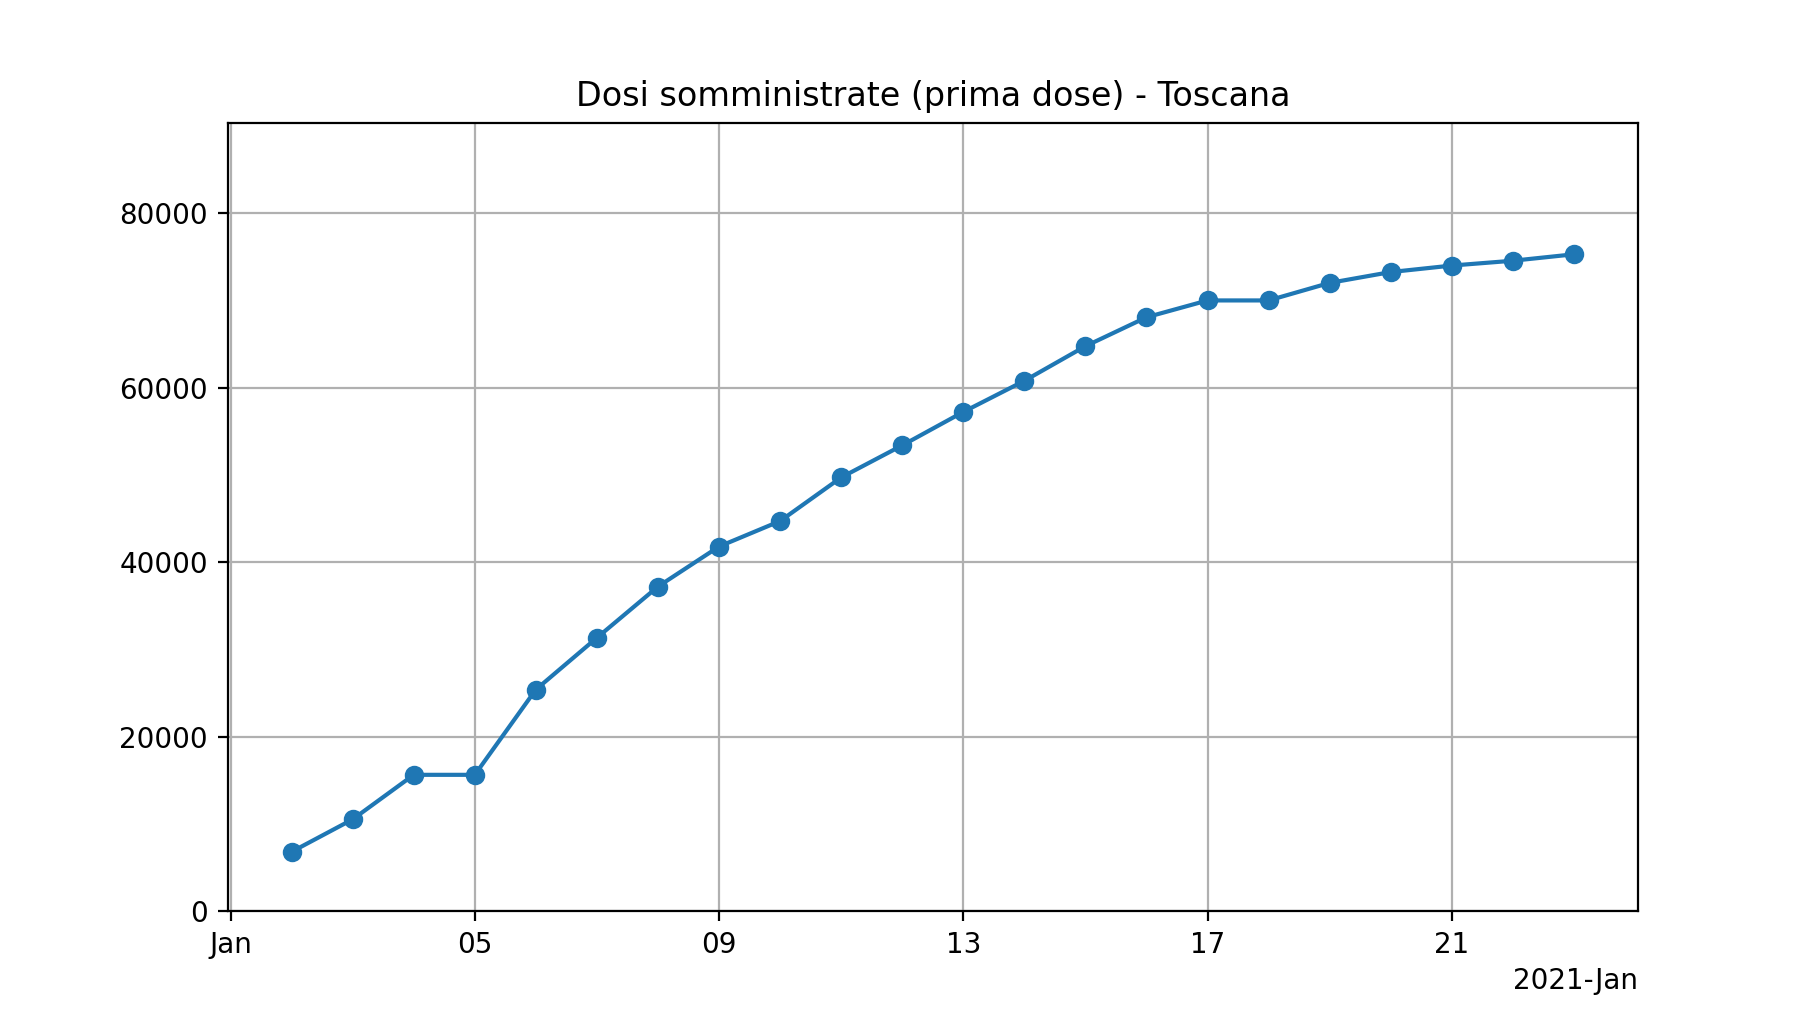 Dosi somministrate (prima dose) - Toscana
80000
60000
40000
20000
0
Jan 05 09 13 17 21
2021-Jan